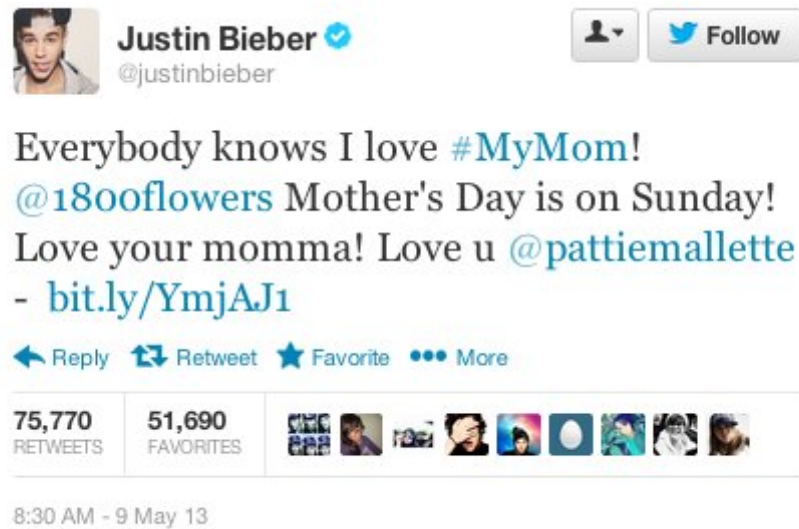 Justin Bieber
Follow
@justinbieber
Everybody knows I love #MyMom!
@1800flowers Mother's Day is on Sunday!
Love your momma! Love u @pattiemallette
- bit.ly/YmjAJ1
Reply Retweet Favorite More
75,770 51,690
RETWEETS FAVORITES
8:30 AM - 9 May 13